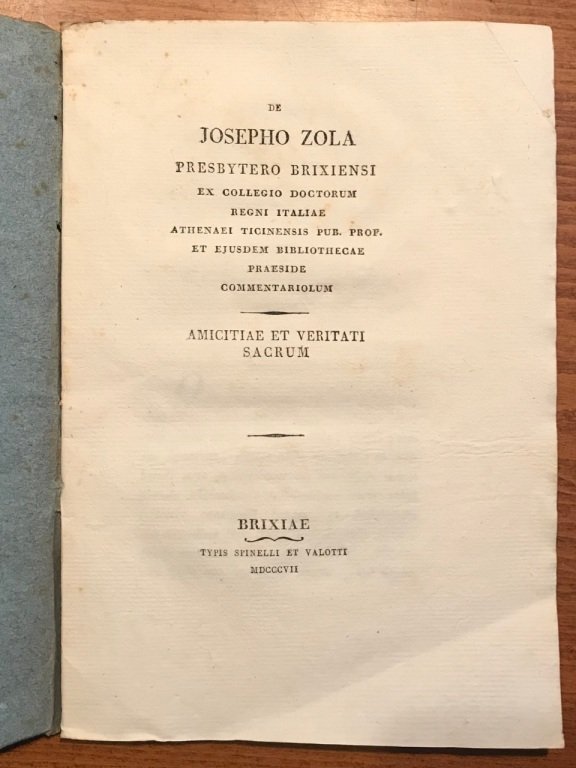 DE
JOSEPHO ZOLA
PRESBYTERO BRIXIENSI
EX COLLEGIO DOCTORUM
REGNI ITALIAE
ATHENAEI TICINENSIS PUB. PROF.
ET EJUSDEM BIBLIOTHECAE
PRAESIDE
COMMENTARIOLUM
AMICITIAE ET VERITATI
SACRUM
BRIXIAE
TYPIS SPINELLI ET VALOTTI
MDCCCVII